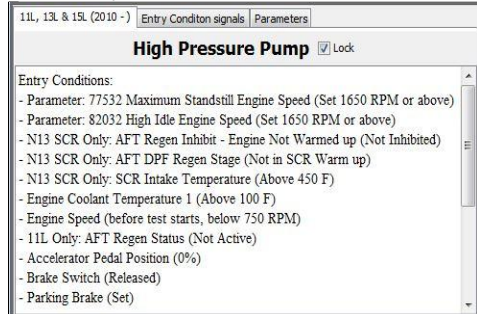 11L, 13L & 15L (2010 - ) Entry Conditon signals Parameters
High Pressure Pump Lock
Entry Conditions:
- Parameter: 77532 Maximum Standstill Engine Speed (Set 1650 RPM or above)
- Parameter: 82032 High Idle Engine Speed (Set 1650 RPM or above)
- N13 SCR Only: AFT Regen Inhibit - Engine Not Warmed up (Not Inhibited)
- N13 SCR Only: AFT DPF Regen Stage (Not in SCR Warm up)
- N13 SCR Only: SCR Intake Temperature (Above 450 F)
- Engine Coolant Temperature 1 (Above 100 F)
- Engine Speed (before test starts, below 750 RPM)
- 11L Only: AFT Regen Status (Not Active)
- Accelerator Pedal Position (0%)
- Brake Switch (Released)
- Parking Brake (Set)